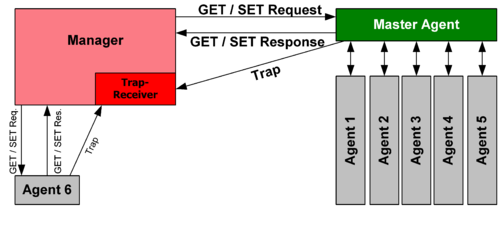 GET / SET Request
Manager
Master Agent
GET / SET Response
Trap
Trap-
Receiver
GET / SET Req.
GET / SET Res.
Trap
Agent 1
Agent 2
Agent 3
Agent 4
Agent 5
Agent 6